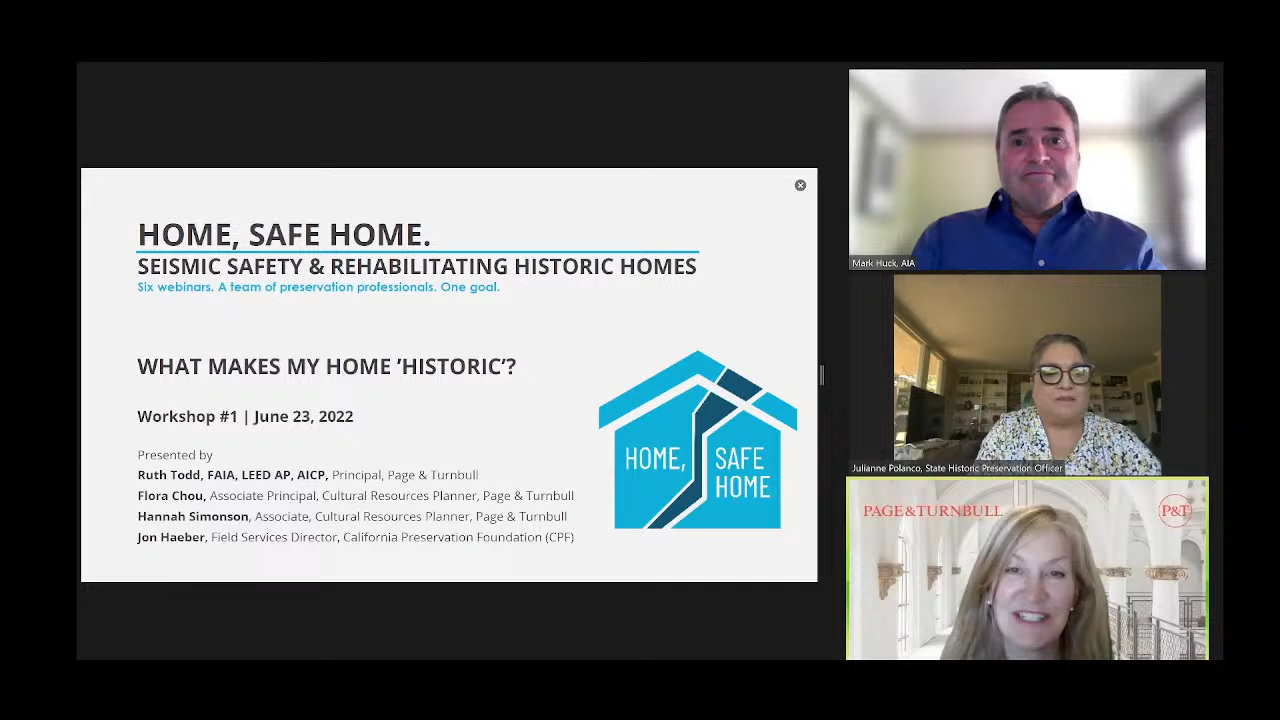 HOME, SAFE HOME.
SEISMIC SAFETY & REHABILITATING HISTORIC HOMES
Six webinars. A team of preservation professionals. One goal.
WHAT MAKES MY HOME ’HISTORIC’?
Workshop #1 | June 23, 2022
Presented by
Ruth Todd, FAIA, LEED AP, AICP, Principal, Page & Turnbull
Flora Chou, Associate Principal, Cultural Resources Planner, Page & Turnbull
Hannah Simonson, Associate, Cultural Resources Planner, Page & Turnbull
Jon Haeber, Field Services Director, California Preservation Foundation (CPF)
HOME, SAFE
HOME
Mark Huck, AIA
Julianne Polanco, State Historic Preservation Officer
PAGE&TURNBULL
P&T